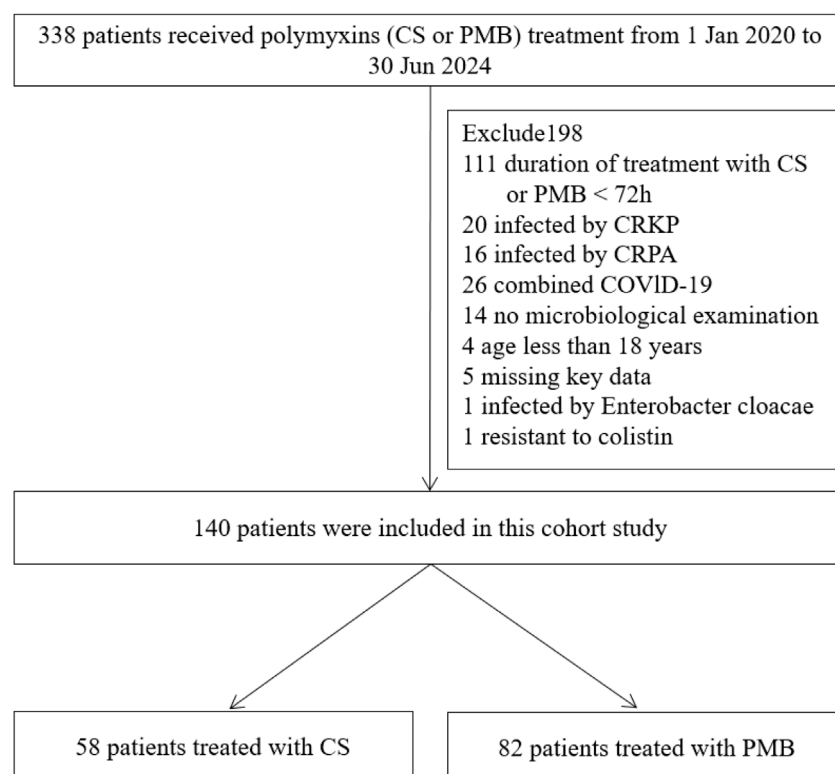 338 patients received polymyxins (CS or PMB) treatment from 1 Jan 2020 to
30 Jun 2024
Exclude198
111 duration of treatment with CS
or PMB < 72h
20 infected by CRKP
16 infected by CRPA
26 combined COVlD-19
14 no microbiological examination
4 age less than 18 years
5 missing key data
1 infected by Enterobacter cloacae
1 resistant to colistin
140 patients were included in this cohort study
58 patients treated with CS
82 patients treated with PMB